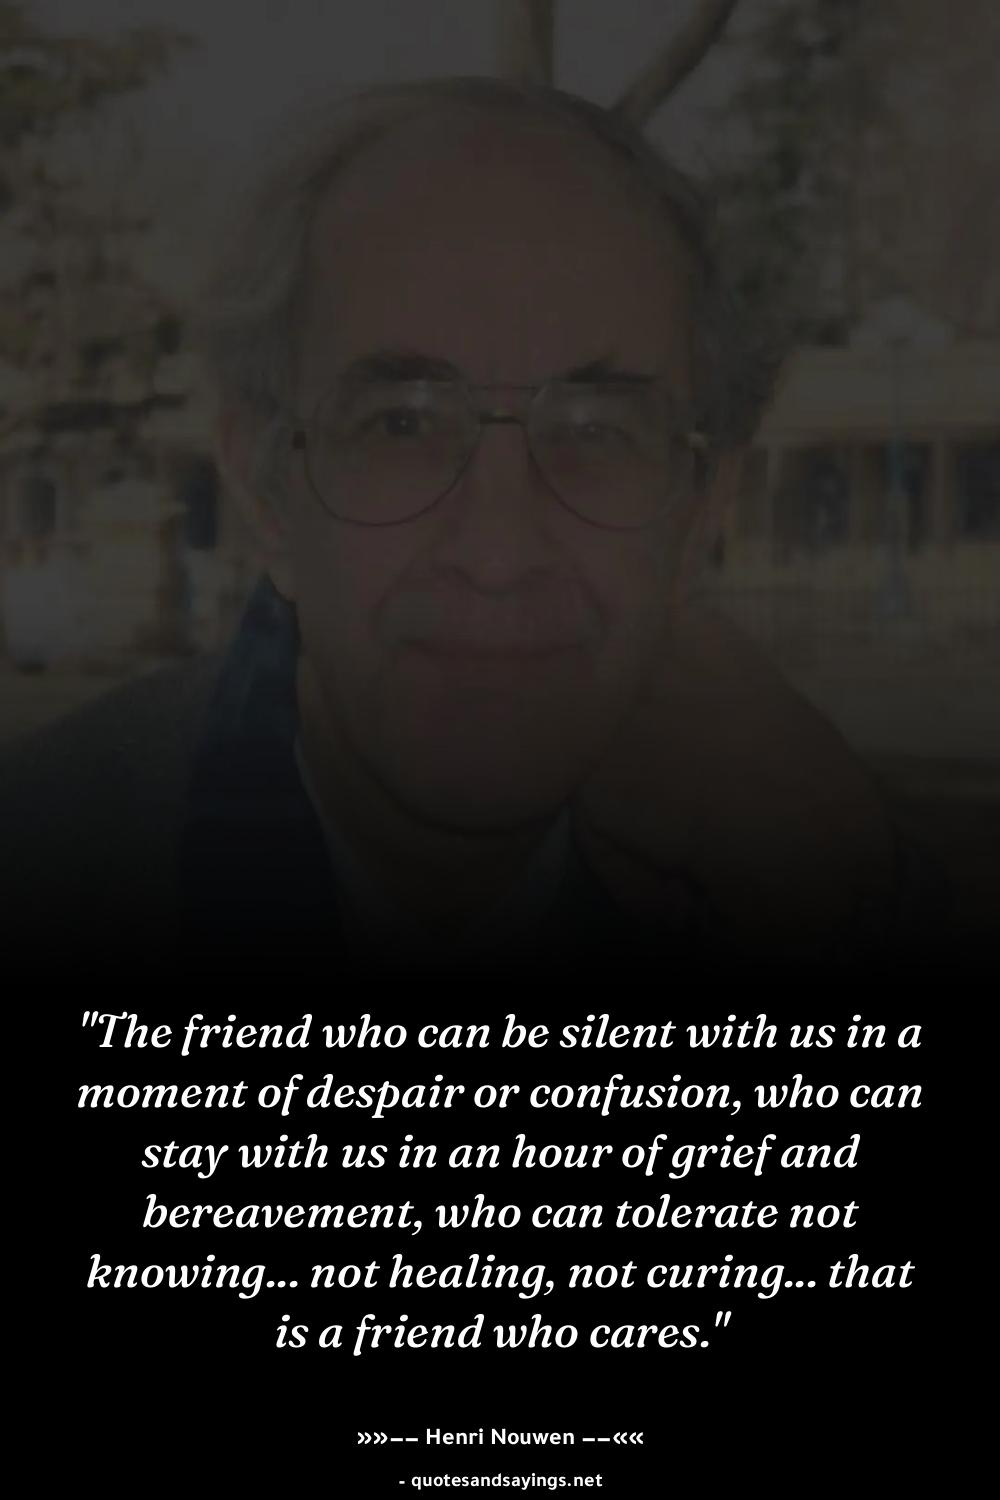 "The friend who can be silent with us in a
moment of despair or confusion, who can
stay with us in an hour of grief and
bereavement, who can tolerate not
knowing... not healing, not curing... that
is a friend who cares."
»»−− Henri Nouwen −−««
- quotesandsayings.net